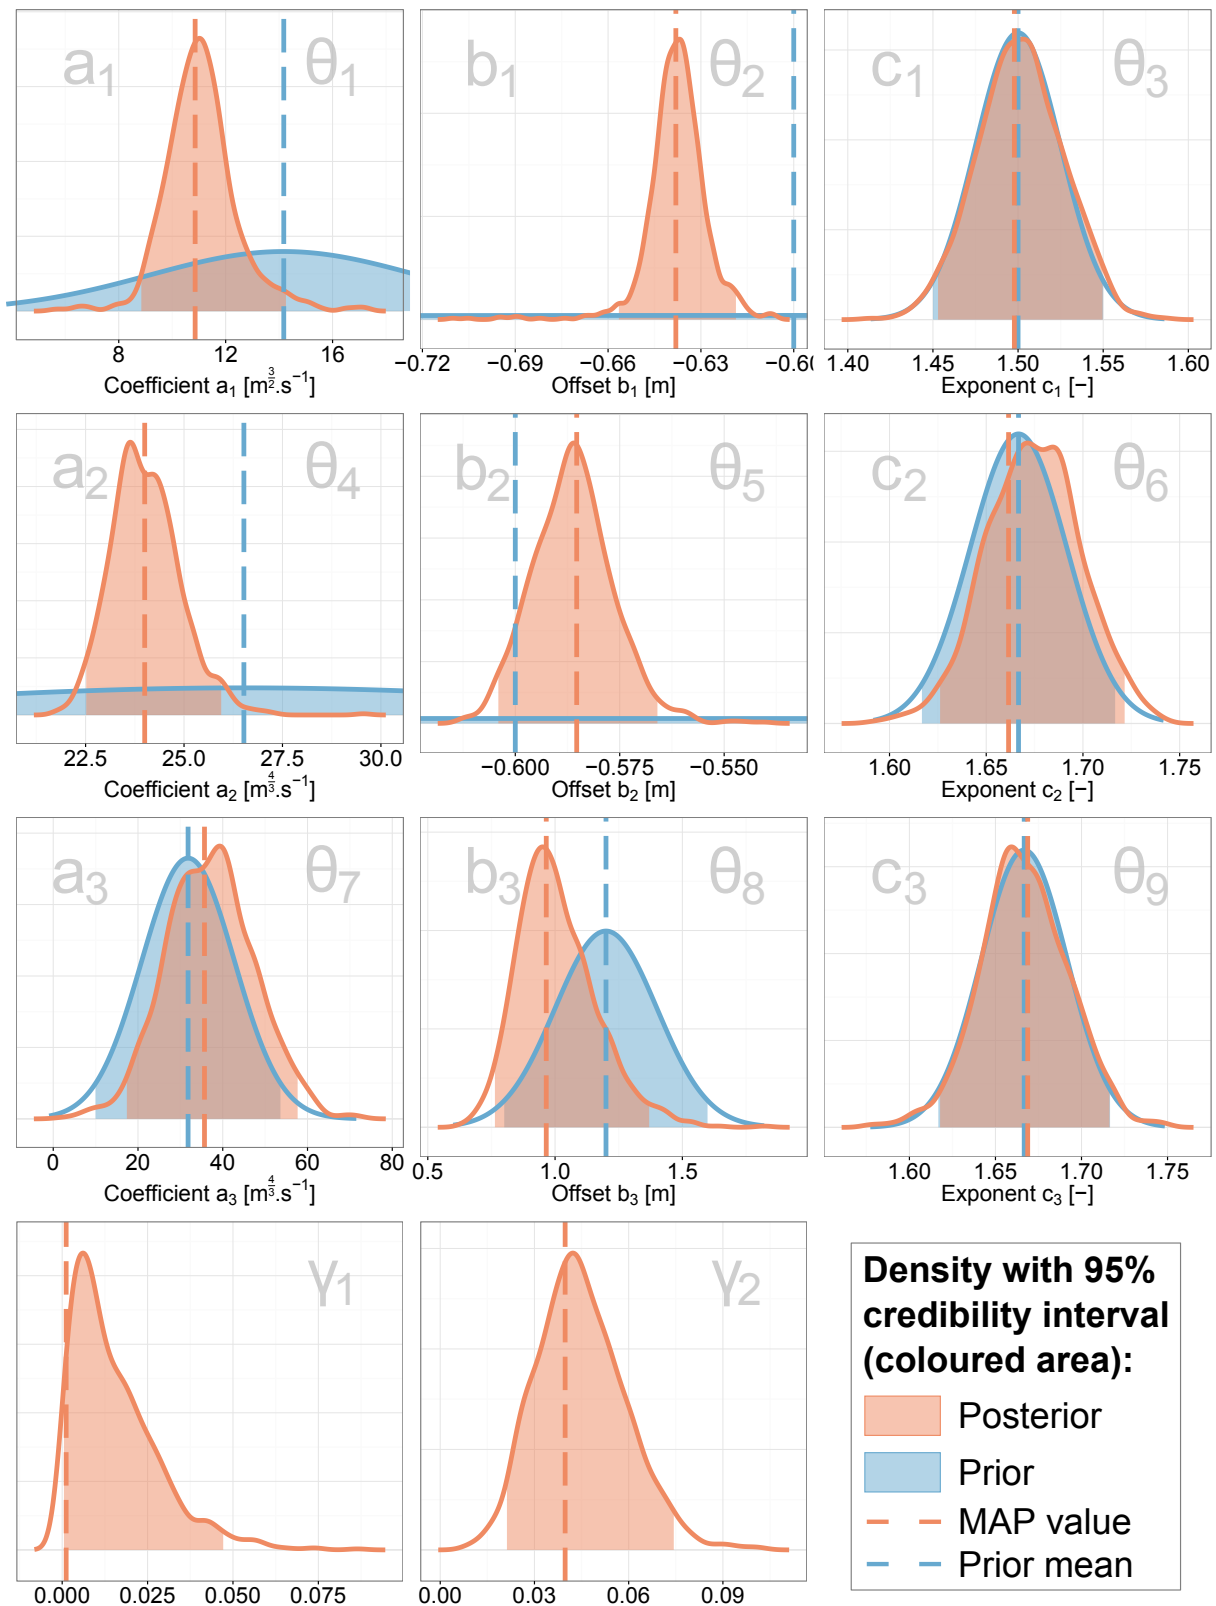 a₁ θ₁
8 12 16
Coefficient a₁ [m^{3/2}.s⁻¹]
b₁ θ₂
−0.72 −0.69 −0.66 −0.63 −0.60
Offset b₁ [m]
c₁ θ₃
1.40 1.45 1.50 1.55 1.60
Exponent c₁ [−]
a₂ θ₄
22.5 25.0 27.5 30.0
Coefficient a₂ [m^{4/3}.s⁻¹]
b₂ θ₅
−0.600 −0.575 −0.550
Offset b₂ [m]
c₂ θ₆
1.60 1.65 1.70 1.75
Exponent c₂ [−]
a₃ θ₇
0 20 40 60 80
Coefficient a₃ [m^{4/3}.s⁻¹]
b₃ θ₈
0.5 1.0 1.5
Offset b₃ [m]
c₃ θ₉
1.60 1.65 1.70 1.75
Exponent c₃ [−]
γ₁
0.000 0.025 0.050 0.075
γ₂
0.00 0.03 0.06 0.09
Density with 95%
credibility interval
(coloured area):
Posterior
Prior
MAP value
Prior mean